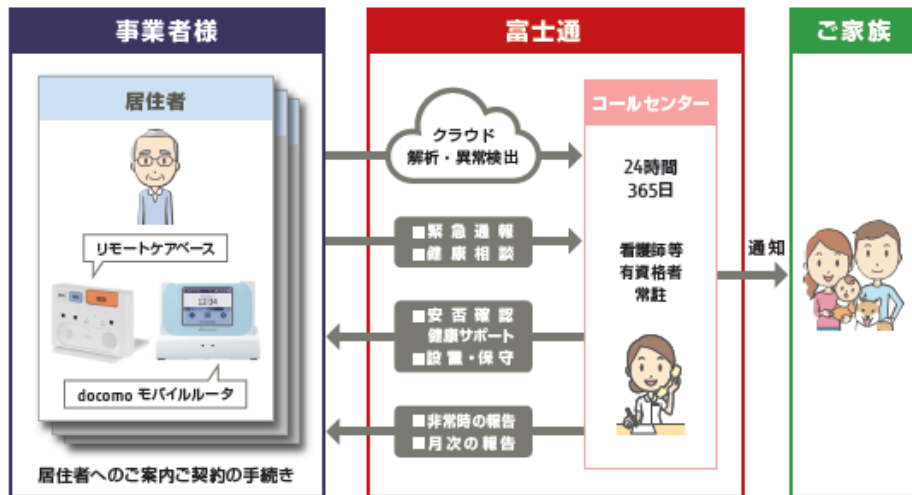 事業者様
居住者
リモートケアベース
12:34
docomo モバイルルータ
居住者へのご案内ご契約の手続き
富士通
クラウド
解析・異常検出
■緊急通報
■健康相談
■安否確認
健康サポート
■設置・保守
■非常時の報告
■月次の報告
コールセンター
24時間
365日
看護師等
有資格者
常駐
通知
ご家族